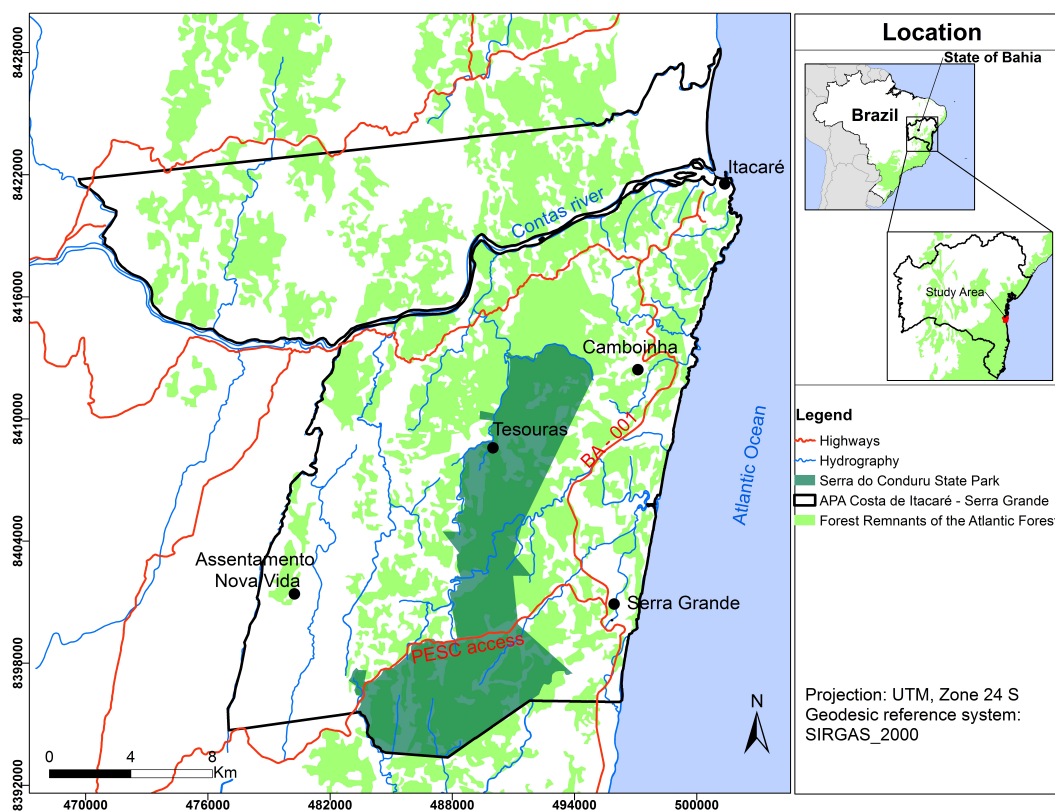 8428000
8422000
8416000
8410000
8404000
8398000
8392000
470000
476000
482000
488000
494000
500000
Itacaré
Contas river
Camboinha
Tesouras
BA - 001
Atlantic Ocean
Assentamento
Nova Vida
Serra Grande
PESC access
N
0 4 8
Km
Location
State of Bahia
Brazil
Study Area
Legend
Highways
Hydrography
Serra do Conduru State Park
APA Costa de Itacaré - Serra Grande
Forest Remnants of the Atlantic Forest
Projection: UTM, Zone 24 S
Geodesic reference system:
SIRGAS_2000